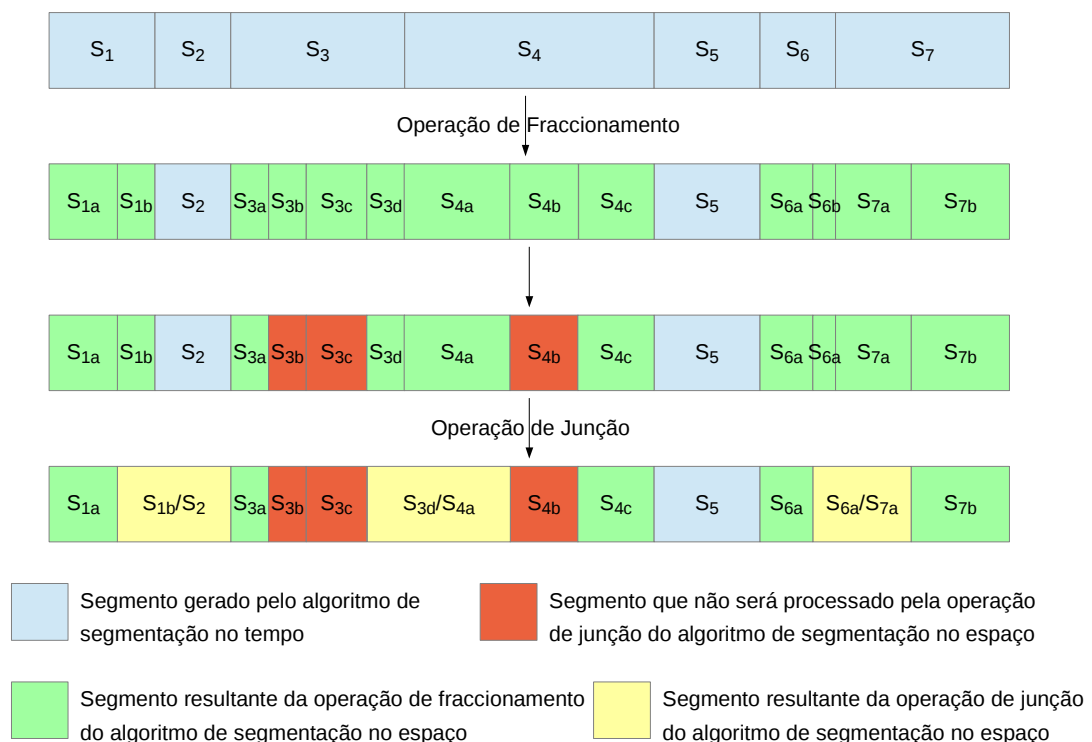 S1 S2 S3 S4 S5 S6 S7
Operação de Fraccionamento
S1a S1b S2 S3a S3b S3c S3d S4a S4b S4c S5 S6a S6b S7a S7b
S1a S1b S2 S3a S3b S3c S3d S4a S4b S4c S5 S6a S6a S7a S7b
Operação de Junção
S1a S1b/S2 S3a S3b S3c S3d/S4a S4b S4c S5 S6a S6a/S7a S7b
Segmento gerado pelo algoritmo de
segmentação no tempo
Segmento que não será processado pela operação
de junção do algoritmo de segmentação no espaço
Segmento resultante da operação de fraccionamento
do algoritmo de segmentação no espaço
Segmento resultante da operação de junção
do algoritmo de segmentação no espaço